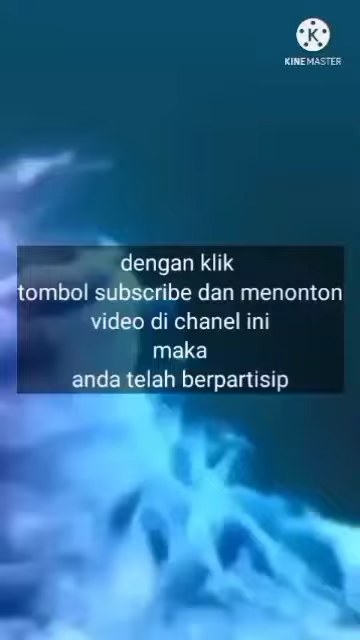 KINEMASTER
dengan klik
tombol subscribe dan menonton
video di chanel ini
maka
anda telah berpartisip